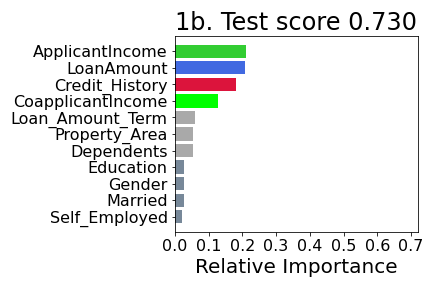 1b. Test score 0.730
ApplicantIncome
LoanAmount
Credit_History
CoapplicantIncome
Loan_Amount_Term
Property_Area
Dependents
Education
Gender
Married
Self_Employed
0.0 0.1 0.2 0.3 0.4 0.5 0.6 0.7
Relative Importance